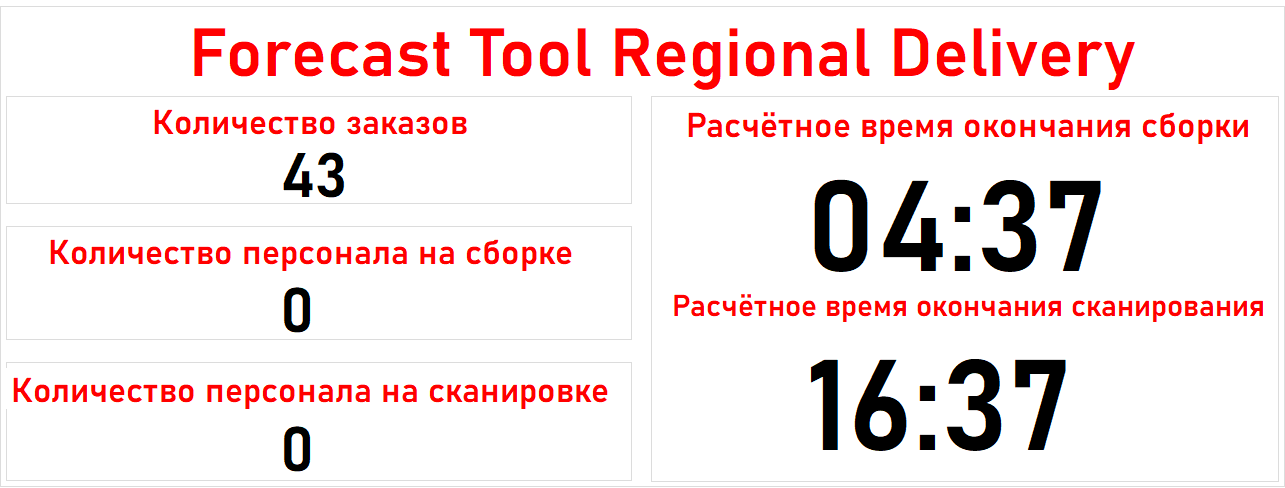 Forecast Tool Regional Delivery
Количество заказов
43
Количество персонала на сборке
0
Количество персонала на сканировке
0
Расчётное время окончания сборки
04:37
Расчётное время окончания сканирования
16:37